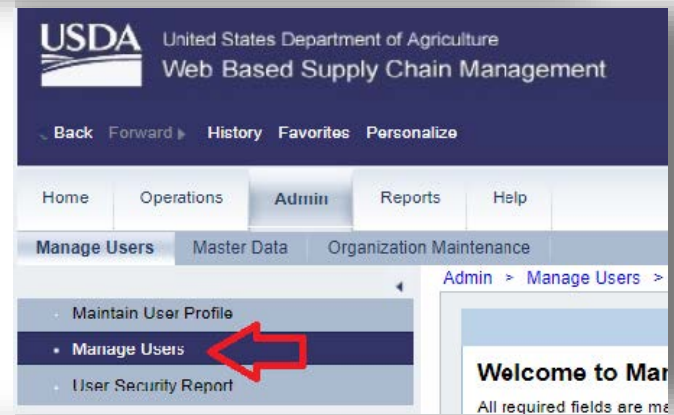 USDA United States Department of Agriculture
Web Based Supply Chain Management
Back Forward History Favorites Personalize
Home Operations Admin Reports Help
Manage Users Master Data Organization Maintenance
Admin > Manage Users >
Maintain User Profile
Manage Users
User Security Report
Welcome to Mar
All required fields are ma